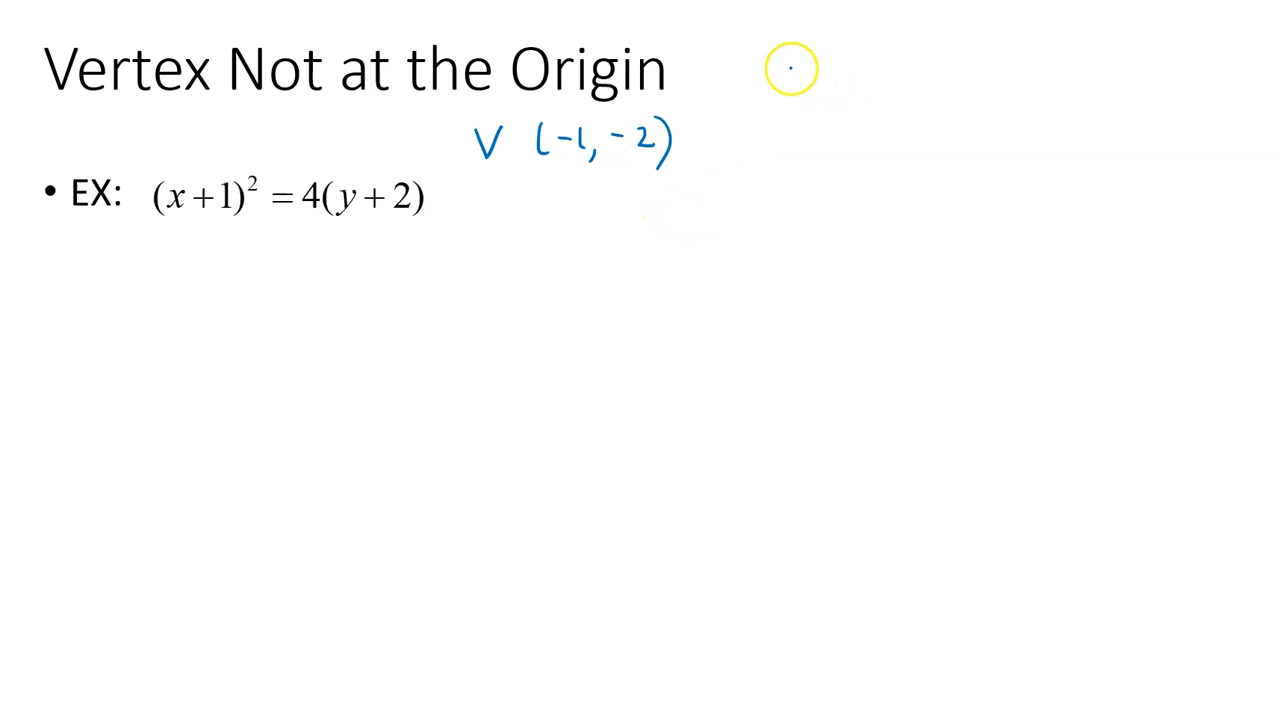 Vertex Not at the Origin
V (-1, -2)
• EX: (x+1)² = 4(y+2)